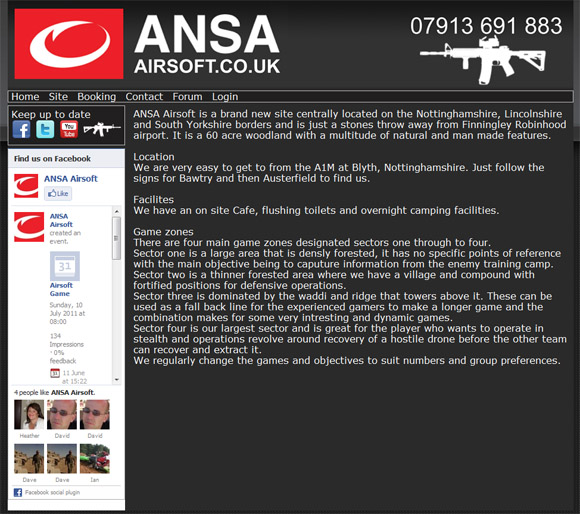 ANSA
AIRSOFT.CO.UK
07913 691 883
Home Site Booking Contact Forum Login
Keep up to date
You Tube
Find us on Facebook
ANSA Airsoft
Like
ANSA
Airsoft
created an
event.
31
Airsoft
Game
Sunday, 10
July 2011 at
08:00
134
Impressions
· 0%
feedback
11 June
at 15:22
4 people like ANSA Airsoft.
Heather David David
Dave Dave Ian
Facebook social plugin
ANSA Airsoft is a brand new site centrally located on the Nottinghamshire, Lincolnshire
and South Yorkshire borders and is just a stones throw away from Finningley Robinhood
airport. It is a 60 acre woodland with a multitude of natural and man made features.
Location
We are very easy to get to from the A1M at Blyth, Nottinghamshire. Just follow the
signs for Bawtry and then Austerfield to find us.
Facilites
We have an on site Cafe, flushing toilets and overnight camping facilities.
Game zones
There are four main game zones designated sectors one through to four.
Sector one is a large area that is densly forested, it has no specific points of reference
with the main objective being to caputure information from the enemy training camp.
Sector two is a thinner forested area where we have a village and compound with
fortified positions for defensive operations.
Sector three is dominated by the waddi and ridge that towers above it. These can be
used as a fall back line for the experienced gamers to make a longer game and the
combination makes for some very intresting and dynamic games.
Sector four is our largest sector and is great for the player who wants to operate in
stealth and operations revolve around recovery of a hostile drone before the other team
can recover and extract it.
We regularly change the games and objectives to suit numbers and group preferences.